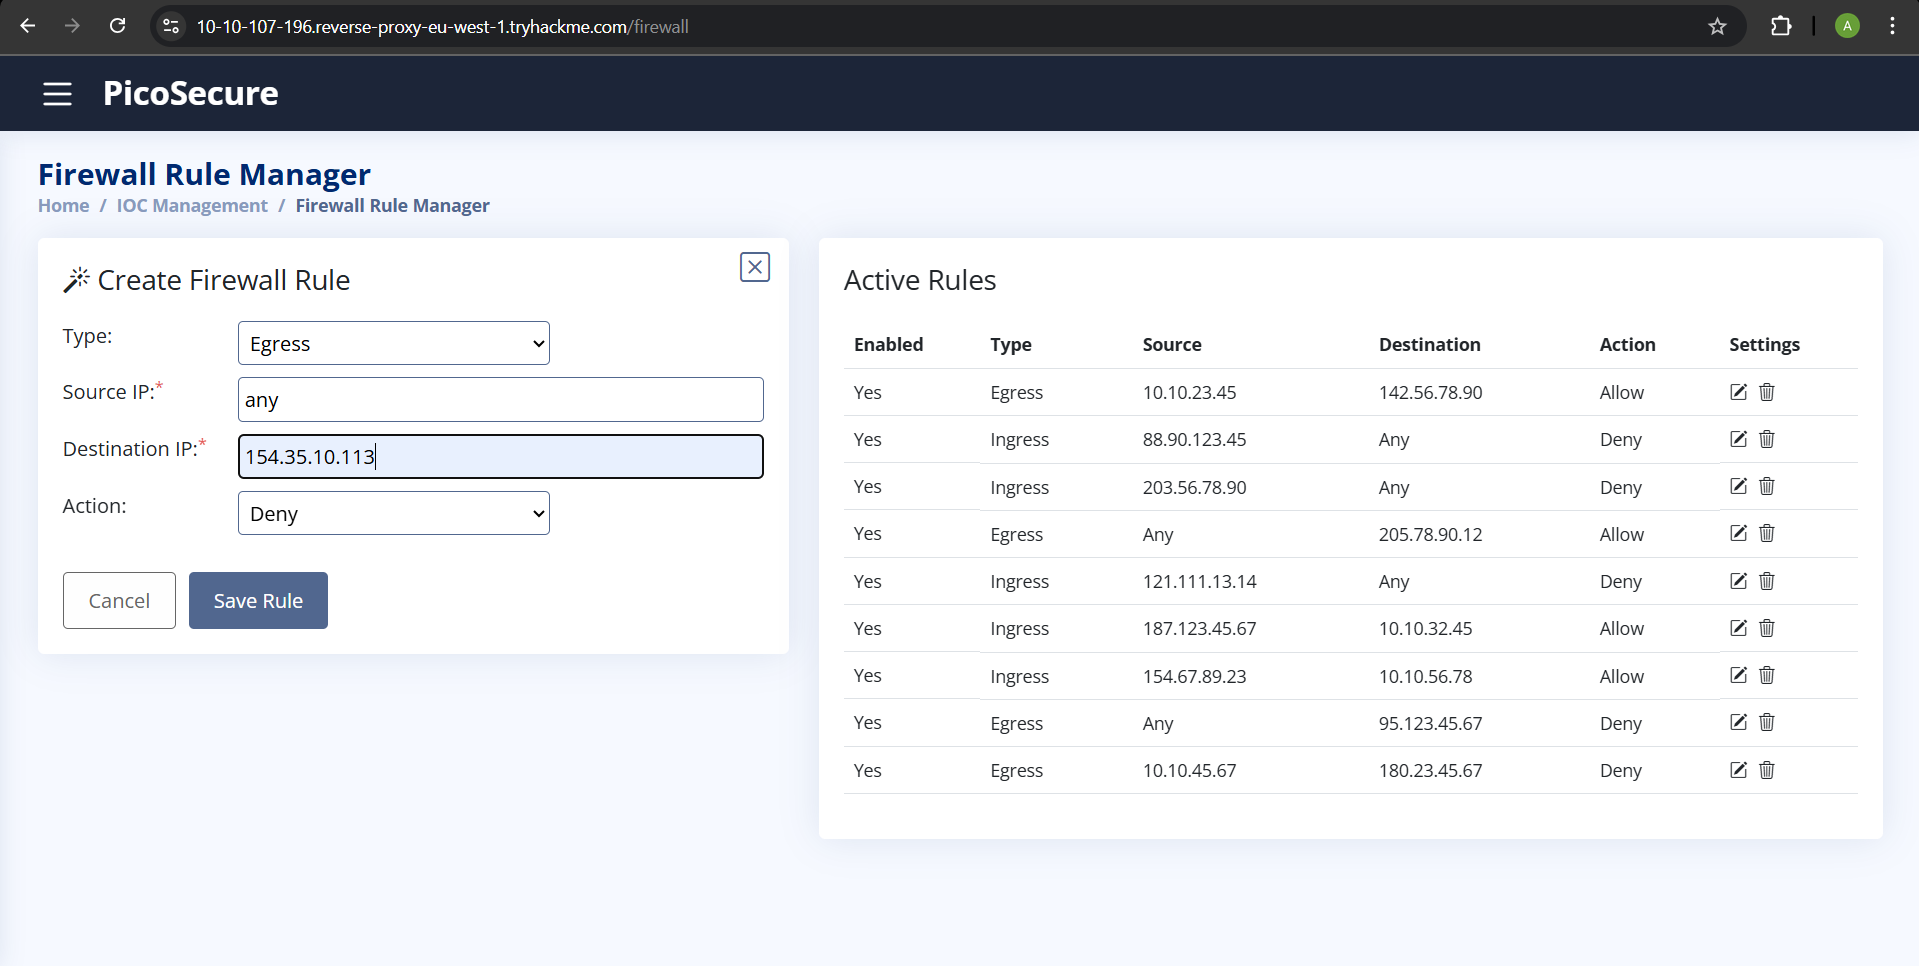 10-10-107-196.reverse-proxy-eu-west-1.tryhackme.com/firewall
A
PicoSecure
Firewall Rule Manager
Home / IOC Management / Firewall Rule Manager
Create Firewall Rule
Type:
Egress
Source IP:*
any
Destination IP:*
154.35.10.113
Action:
Deny
Cancel
Save Rule
Active Rules
Enabled Type Source Destination Action Settings
Yes Egress 10.10.23.45 142.56.78.90 Allow
Yes Ingress 88.90.123.45 Any Deny
Yes Ingress 203.56.78.90 Any Deny
Yes Egress Any 205.78.90.12 Allow
Yes Ingress 121.111.13.14 Any Deny
Yes Ingress 187.123.45.67 10.10.32.45 Allow
Yes Ingress 154.67.89.23 10.10.56.78 Allow
Yes Egress Any 95.123.45.67 Deny
Yes Egress 10.10.45.67 180.23.45.67 Deny